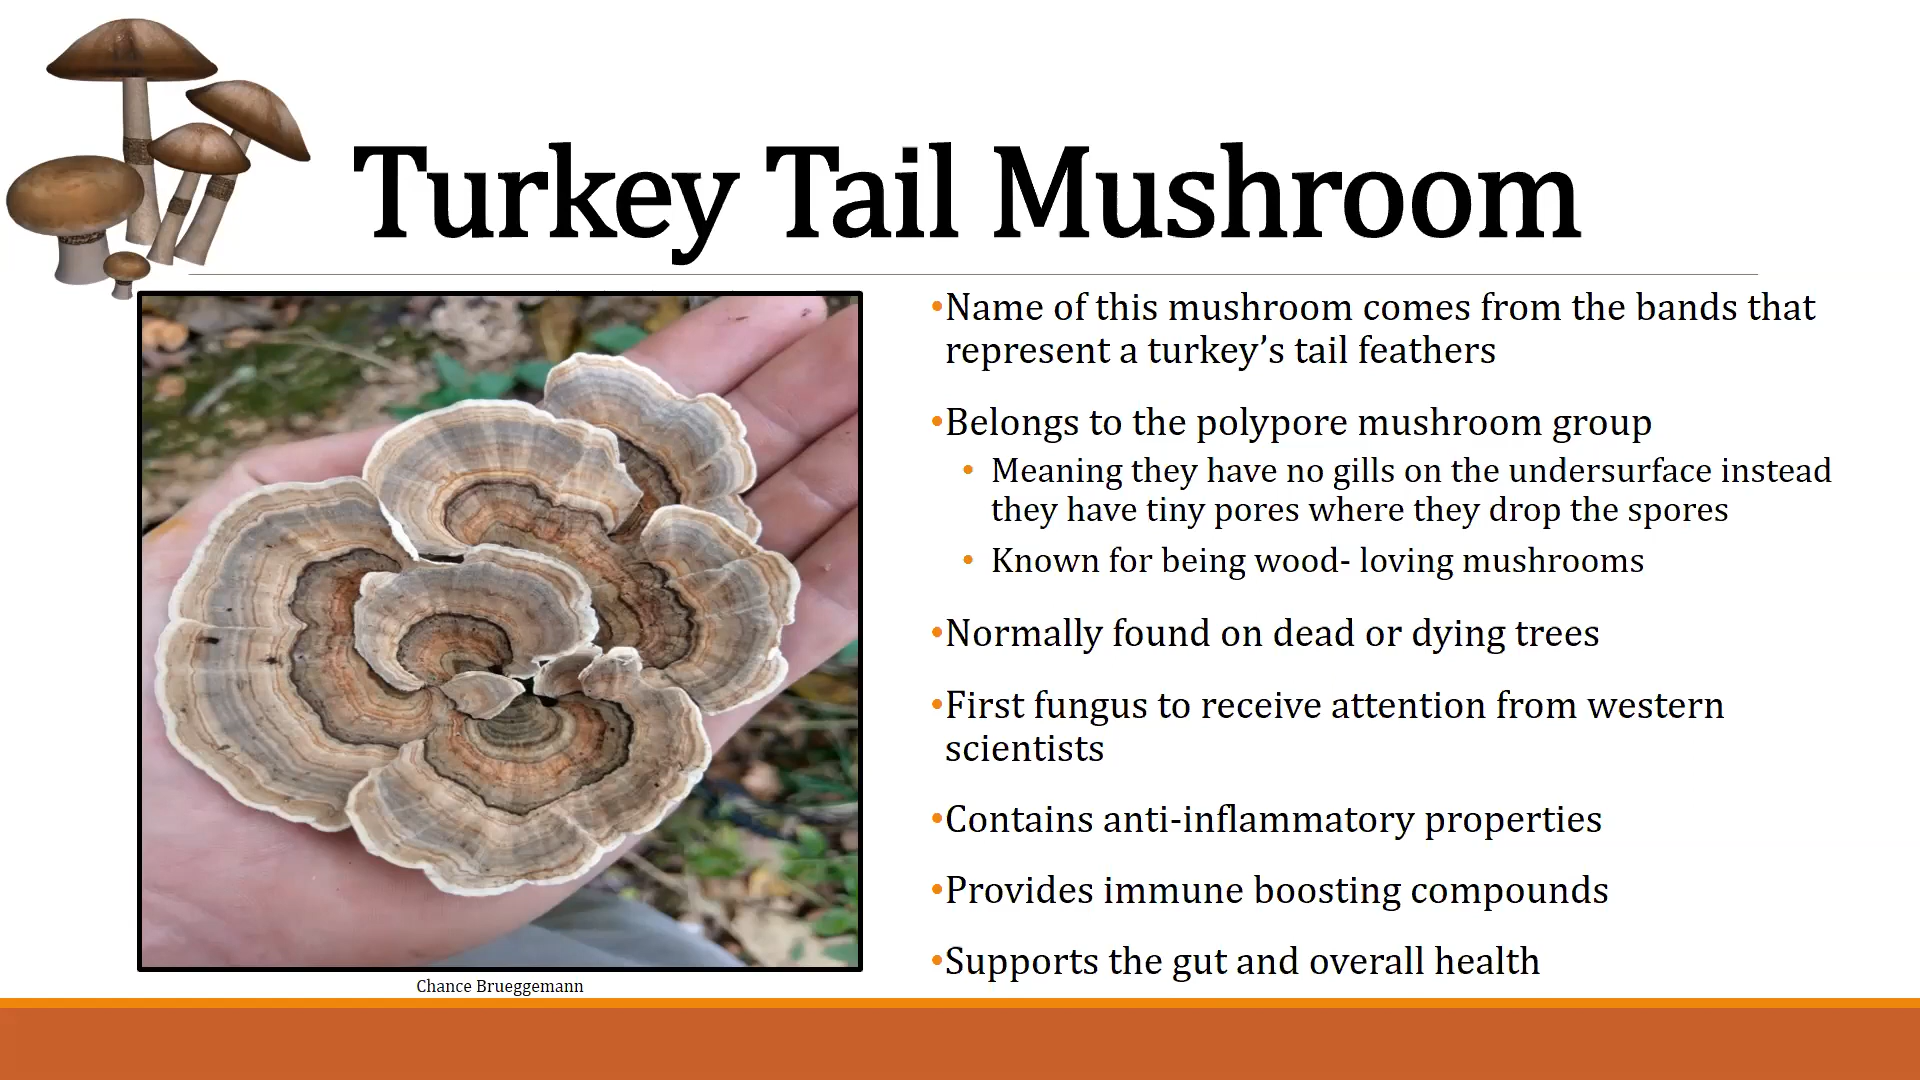 Turkey Tail Mushroom
•Name of this mushroom comes from the bands that
represent a turkey’s tail feathers
•Belongs to the polypore mushroom group
• Meaning they have no gills on the undersurface instead
they have tiny pores where they drop the spores
• Known for being wood- loving mushrooms
•Normally found on dead or dying trees
•First fungus to receive attention from western
scientists
•Contains anti-inflammatory properties
•Provides immune boosting compounds
•Supports the gut and overall health
Chance Brueggemann